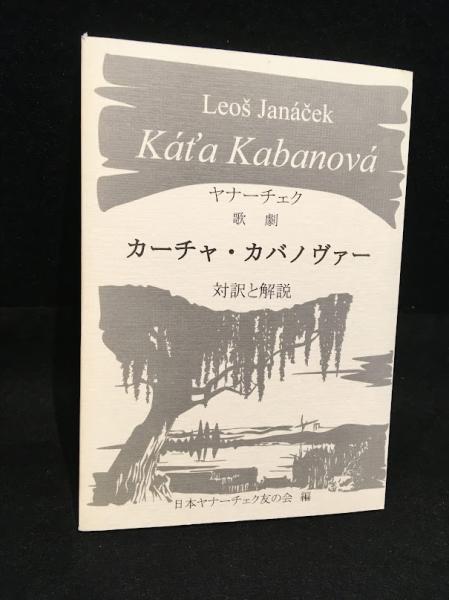 Leoš Janáček
Káťa Kabanová
ヤナーチェク
歌劇
カーチャ・カバノヴァー
対訳と解説
日本ヤナーチェク友の会 編